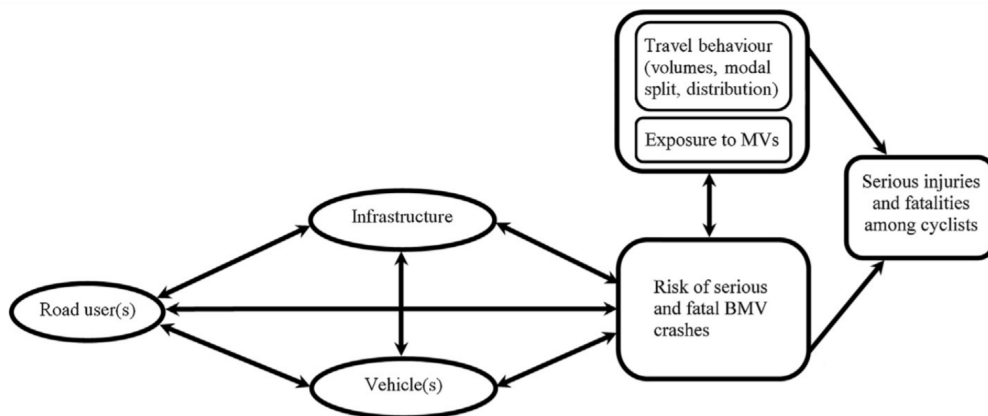 Travel behaviour
(volumes, modal
split, distribution)
Exposure to MVs
Serious injuries
and fatalities
among cyclists
Infrastructure
Road user(s)
Risk of serious
and fatal BMV
crashes
Vehicle(s)